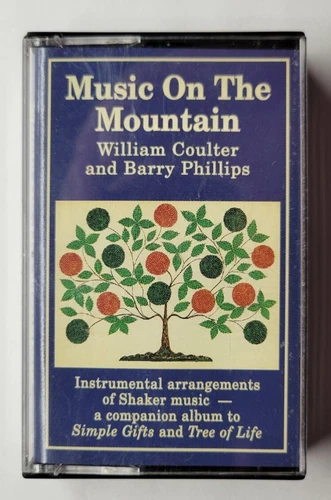 Music On The
Mountain
William Coulter
and Barry Phillips
Instrumental arrangements
of Shaker music —
a companion album to
Simple Gifts and Tree of Life